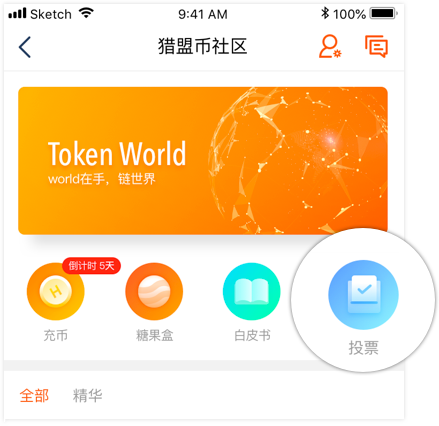 Sketch 9:41 AM 100%
猎盟币社区
Token World
world在手，链世界
倒计时 5天
H
充币 糖果盒 白皮书 投票
全部 精华